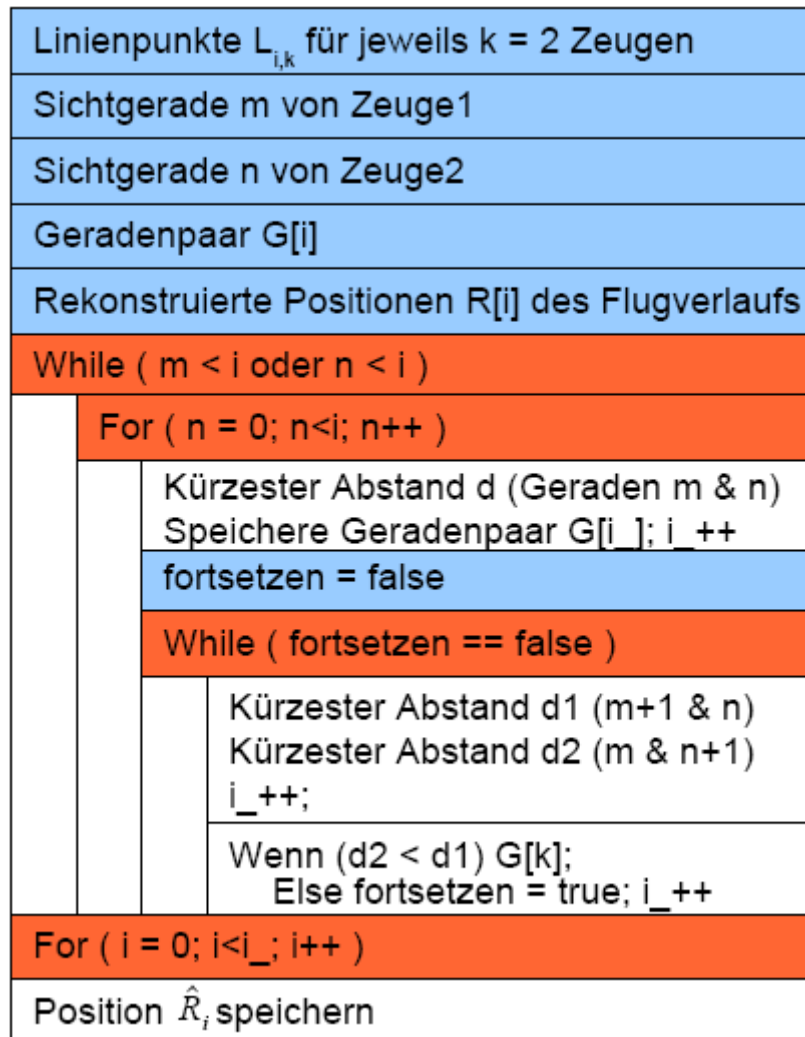 Linienpunkte L_{i,k} für jeweils k = 2 Zeugen
Sichtgerade m von Zeuge1
Sichtgerade n von Zeuge2
Geradenpaar G[i]
Rekonstruierte Positionen R[i] des Flugverlaufs
While ( m < i oder n < i )
For ( n = 0; n<i; n++ )
Kürzester Abstand d (Geraden m & n)
Speichere Geradenpaar G[i_]; i_++
fortsetzen = false
While ( fortsetzen == false )
Kürzester Abstand d1 (m+1 & n)
Kürzester Abstand d2 (m & n+1)
i_++;
Wenn (d2 < d1) G[k];
Else fortsetzen = true; i_++
For ( i = 0; i<i_; i++ )
Position R̂_i speichern